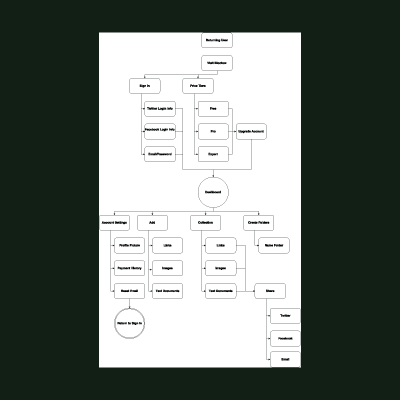 Returning User
Visit Mockup
Sign In
Price Tiers
Twitter Login Info
Free
Facebook Login Info
Pro
Upgrade Account
Email/Password
Expert
Dashboard
Account Settings
Add
Collection
Create Folders
Profile Picture
Links
Links
Name Folder
Payment History
Images
Images
Reset Email
Text Documents
Text Documents
Share
Twitter
Return to Sign In
Facebook
Email